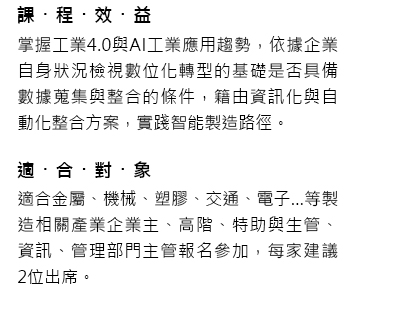 課‧程‧效‧益
掌握工業4.0與AI工業應用趨勢，依據企業
自身狀況檢視數位化轉型的基礎是否具備
數據蒐集與整合的條件，籍由資訊化與自
動化整合方案，實踐智能製造路徑。
適‧合‧對‧象
適合金屬、機械、塑膠、交通、電子...等製
造相關產業企業主、高階、特助與生管、
資訊、管理部門主管報名參加，每家建議
2位出席。